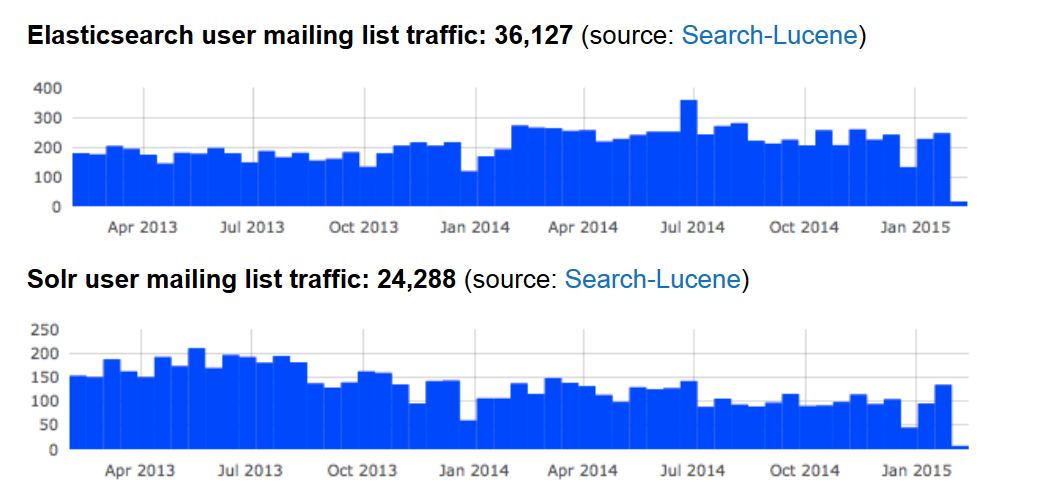 Elasticsearch user mailing list traffic: 36,127 (source: Search-Lucene)
400
300
200
100
0
Apr 2013 Jul 2013 Oct 2013 Jan 2014 Apr 2014 Jul 2014 Oct 2014 Jan 2015
Solr user mailing list traffic: 24,288 (source: Search-Lucene)
250
200
150
100
50
0
Apr 2013 Jul 2013 Oct 2013 Jan 2014 Apr 2014 Jul 2014 Oct 2014 Jan 2015